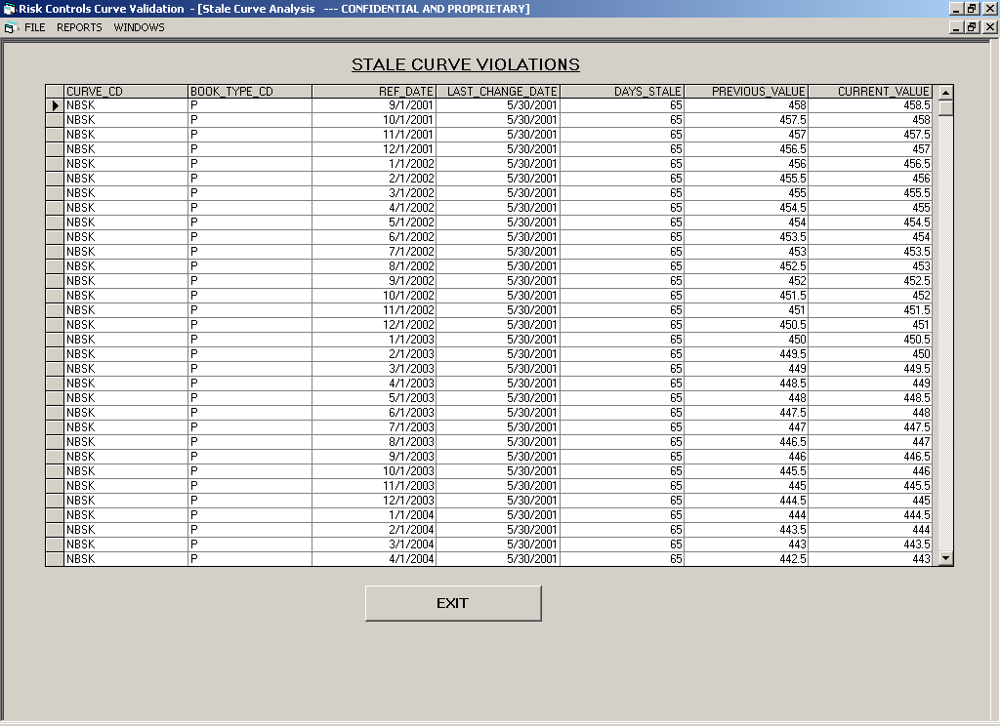 Risk Controls Curve Validation - [Stale Curve Analysis --- CONFIDENTIAL AND PROPRIETARY]
FILE REPORTS WINDOWS
STALE CURVE VIOLATIONS
CURVE_CD BOOK_TYPE_CD REF_DATE LAST_CHANGE_DATE DAYS_STALE PREVIOUS_VALUE CURRENT_VALUE
NBSK P 9/1/2001 5/30/2001 65 458 458.5
NBSK P 10/1/2001 5/30/2001 65 457.5 458
NBSK P 11/1/2001 5/30/2001 65 457 457.5
NBSK P 12/1/2001 5/30/2001 65 456.5 457
NBSK P 1/1/2002 5/30/2001 65 456 456.5
NBSK P 2/1/2002 5/30/2001 65 455.5 456
NBSK P 3/1/2002 5/30/2001 65 455 455.5
NBSK P 4/1/2002 5/30/2001 65 454.5 455
NBSK P 5/1/2002 5/30/2001 65 454 454.5
NBSK P 6/1/2002 5/30/2001 65 453.5 454
NBSK P 7/1/2002 5/30/2001 65 453 453.5
NBSK P 8/1/2002 5/30/2001 65 452.5 453
NBSK P 9/1/2002 5/30/2001 65 452 452.5
NBSK P 10/1/2002 5/30/2001 65 451.5 452
NBSK P 11/1/2002 5/30/2001 65 451 451.5
NBSK P 12/1/2002 5/30/2001 65 450.5 451
NBSK P 1/1/2003 5/30/2001 65 450 450.5
NBSK P 2/1/2003 5/30/2001 65 449.5 450
NBSK P 3/1/2003 5/30/2001 65 449 449.5
NBSK P 4/1/2003 5/30/2001 65 448.5 449
NBSK P 5/1/2003 5/30/2001 65 448 448.5
NBSK P 6/1/2003 5/30/2001 65 447.5 448
NBSK P 7/1/2003 5/30/2001 65 447 447.5
NBSK P 8/1/2003 5/30/2001 65 446.5 447
NBSK P 9/1/2003 5/30/2001 65 446 446.5
NBSK P 10/1/2003 5/30/2001 65 445.5 446
NBSK P 11/1/2003 5/30/2001 65 445 445.5
NBSK P 12/1/2003 5/30/2001 65 444.5 445
NBSK P 1/1/2004 5/30/2001 65 444 444.5
NBSK P 2/1/2004 5/30/2001 65 443.5 444
NBSK P 3/1/2004 5/30/2001 65 443 443.5
NBSK P 4/1/2004 5/30/2001 65 442.5 443
EXIT